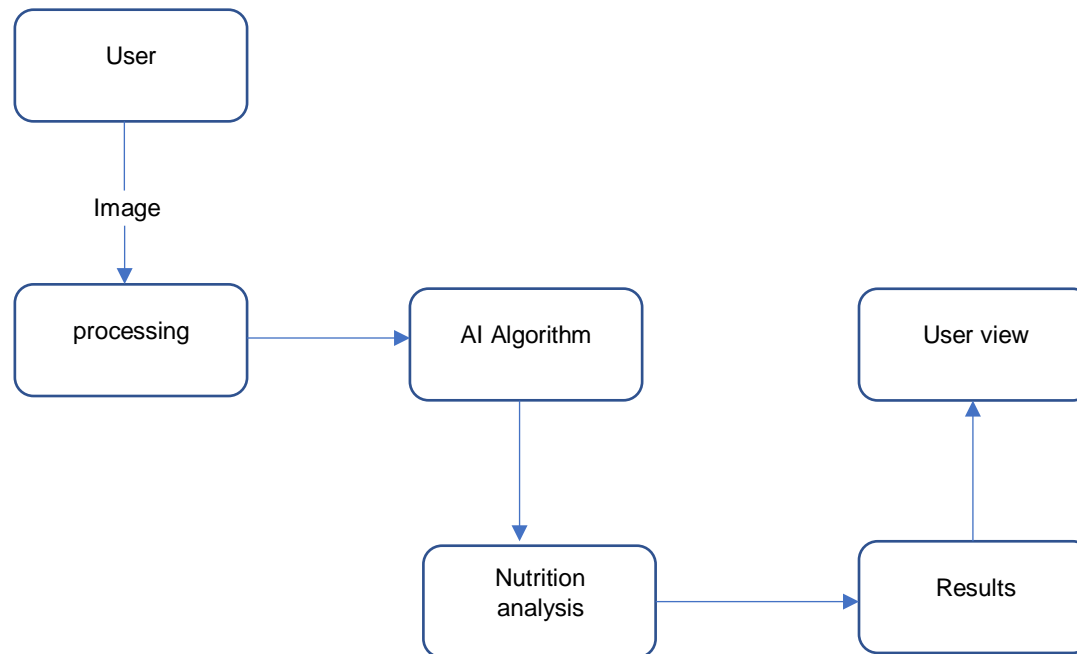 User
Image
processing
AI Algorithm
User view
Nutrition
analysis
Results